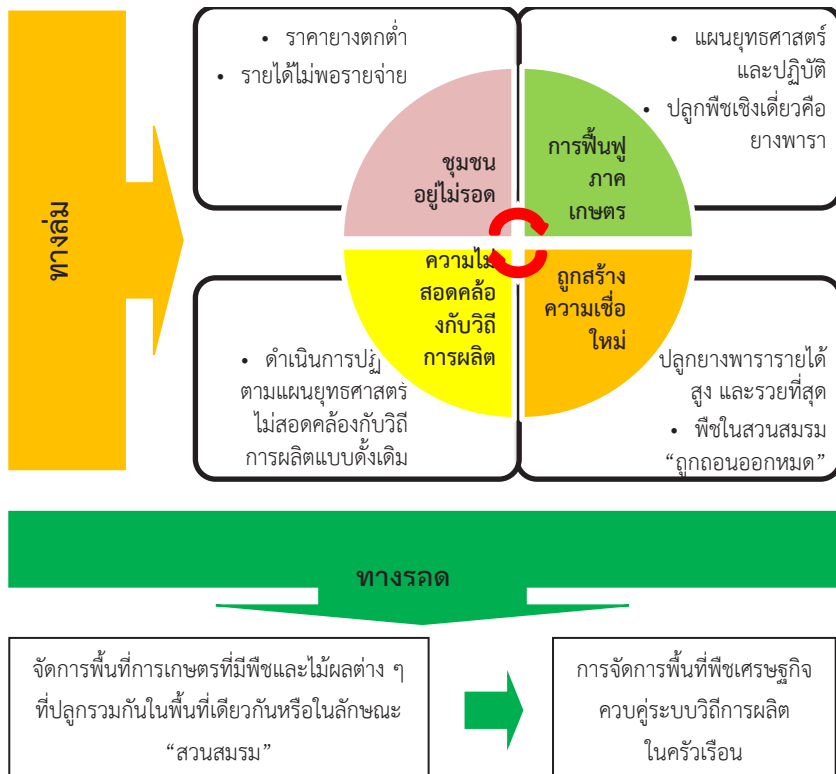 ทางล่ม
• ราคายางตกต่ำ
• รายได้ไม่พอรายจ่าย
ชุมชน
อยู่ไม่รอด
• แผนยุทธศาสตร์
และปฏิบัติ
• ปลูกพืชเชิงเดี่ยวคือ
ยางพารา
การฟื้นฟู
ภาค
เกษตร
ความไม่
สอดคล้อ
งกับวิถี
การผลิต
• ดำเนินการปฏิ
ตามแผนยุทธศาสตร์
ไม่สอดคล้องกับวิถี
การผลิตแบบดั้งเดิม
ถูกสร้าง
ความเชื่อ
ใหม่
ปลูกยางพารารายได้
สูง และรวยที่สุด
• พืชในสวนสมรม
“ถูกถอนออกหมด”
ทางรอด
จัดการพื้นที่การเกษตรที่มีพืชและไม้ผลต่าง ๆ
ที่ปลูกรวมกันในพื้นที่เดียวกันหรือในลักษณะ
“สวนสมรม”
การจัดการพื้นที่พืชเศรษฐกิจ
ควบคู่ระบบวิถีการผลิต
ในครัวเรือน